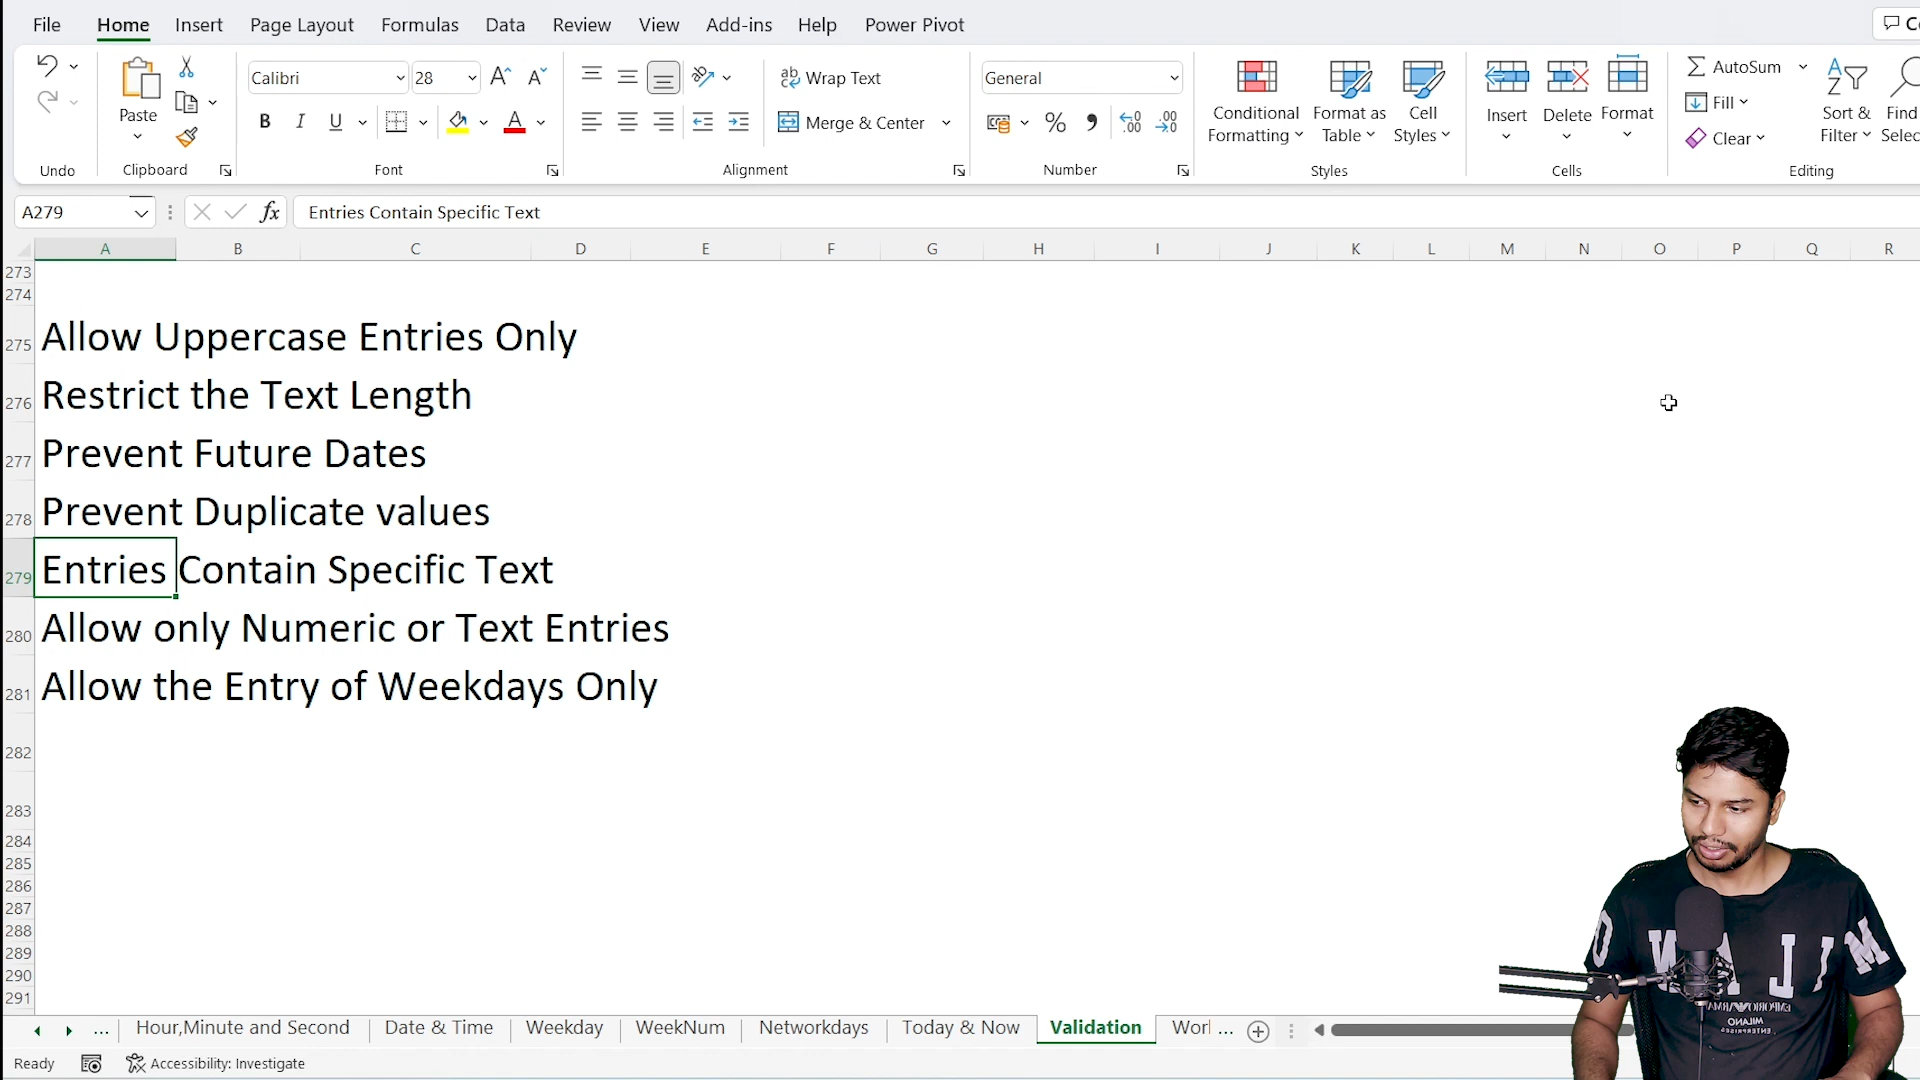 File Home Insert Page Layout Formulas Data Review View Add-ins Help Power Pivot
Calibri 28 Wrap Text General AutoSum
Paste Conditional Formatting Format as Table Cell Styles Insert Delete Format Fill Sort & Filter
B I U Merge & Center % Clear
Undo Clipboard Font Alignment Number Styles Cells Editing
A279 fx Entries Contain Specific Text
A B C D E F G H I J K L M N O P Q R
273
274
275 Allow Uppercase Entries Only
276 Restrict the Text Length
277 Prevent Future Dates
278 Prevent Duplicate values
279 Entries Contain Specific Text
280 Allow only Numeric or Text Entries
281 Allow the Entry of Weekdays Only
282
283
284
285
286
287
288
289
290
291
... Hour,Minute and Second Date & Time Weekday WeekNum Networkdays Today & Now Validation Worl ...
Ready Accessibility: Investigate